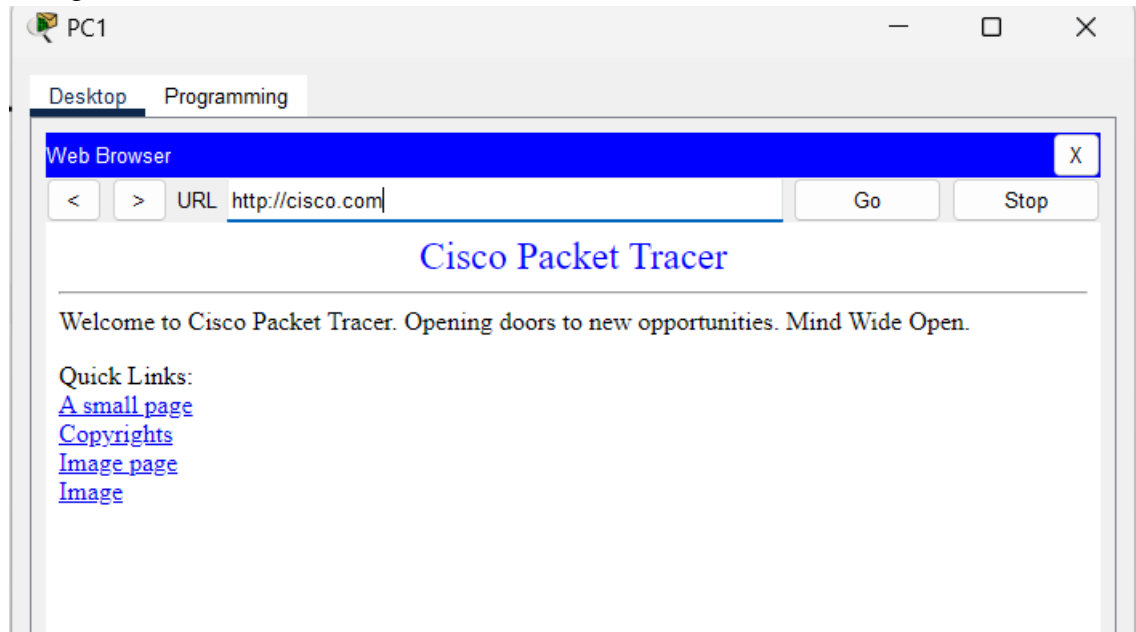 PC1
Desktop Programming
Web Browser X
< > URL http://cisco.com Go Stop
Cisco Packet Tracer
Welcome to Cisco Packet Tracer. Opening doors to new opportunities. Mind Wide Open.
Quick Links:
A small page
Copyrights
Image page
Image